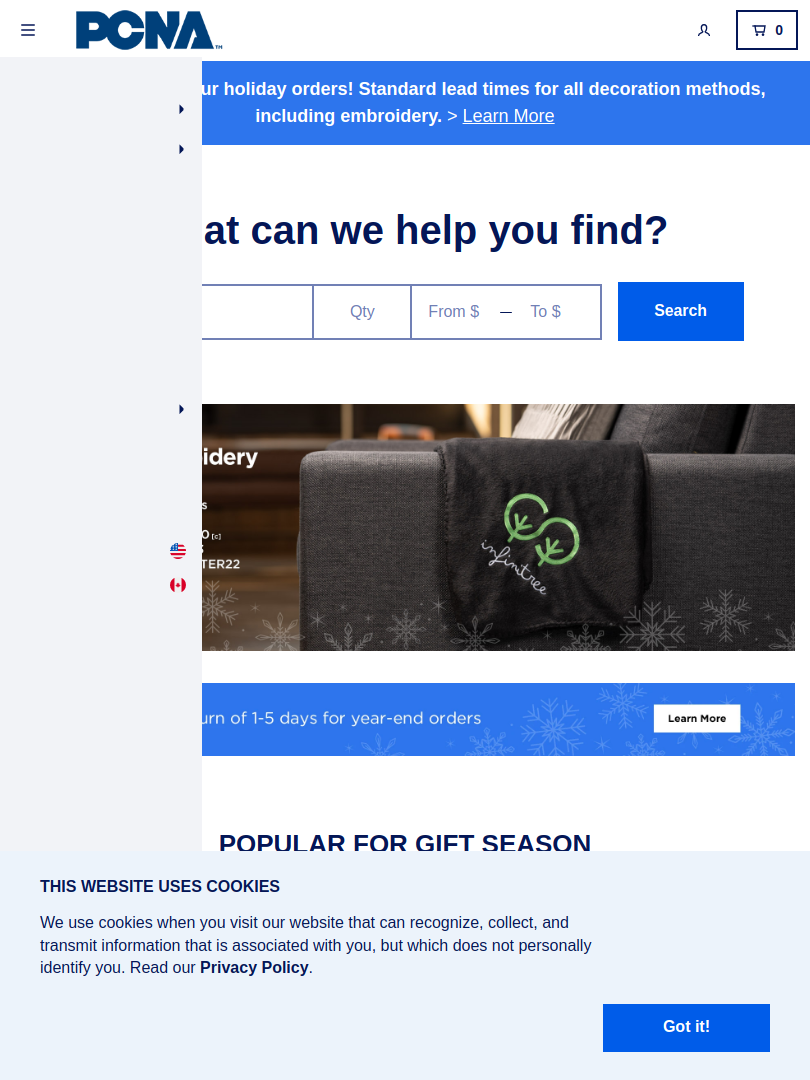 PCNA™
0
ur holiday orders! Standard lead times for all decoration methods,
including embroidery. > Learn More
at can we help you find?
Qty
From $ — To $
Search
idery
s
O[c]
TER22
infinitree
urn of 1-5 days for year-end orders
Learn More
POPULAR FOR GIFT SEASON
THIS WEBSITE USES COOKIES
We use cookies when you visit our website that can recognize, collect, and
transmit information that is associated with you, but which does not personally
identify you. Read our Privacy Policy.
Got it!